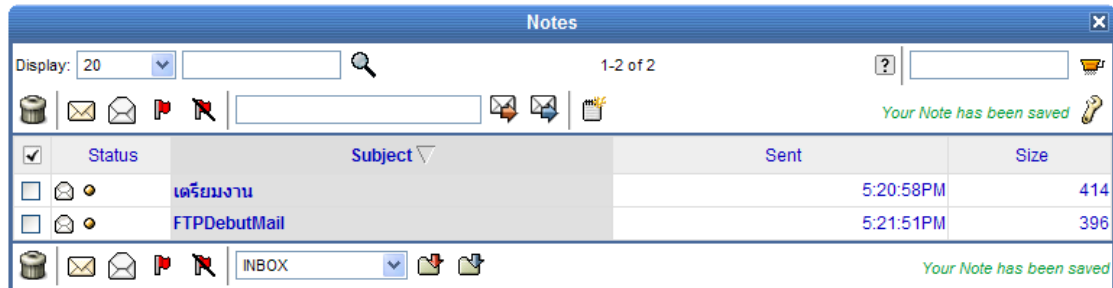 Notes
Display: 20 1-2 of 2 ?
Your Note has been saved
Status Subject Sent Size
เตรียมงาน 5:20:58PM 414
FTPDebutMail 5:21:51PM 396
INBOX Your Note has been saved